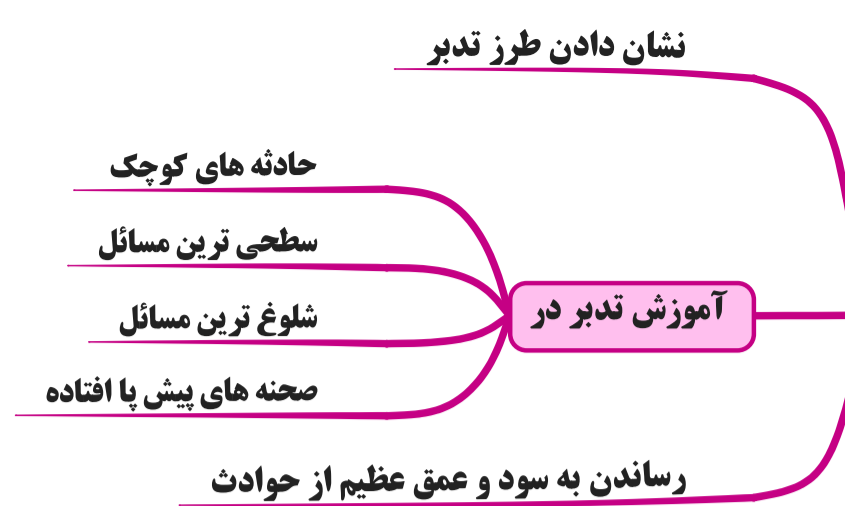 نشان دادن طرز تدبر
آموزش تدبر در
حادثه های کوچک
سطحی ترین مسائل
شلوغ ترین مسائل
صحنه های پیش پا افتاده
رساندن به سود و عمق عظیم از حوادث